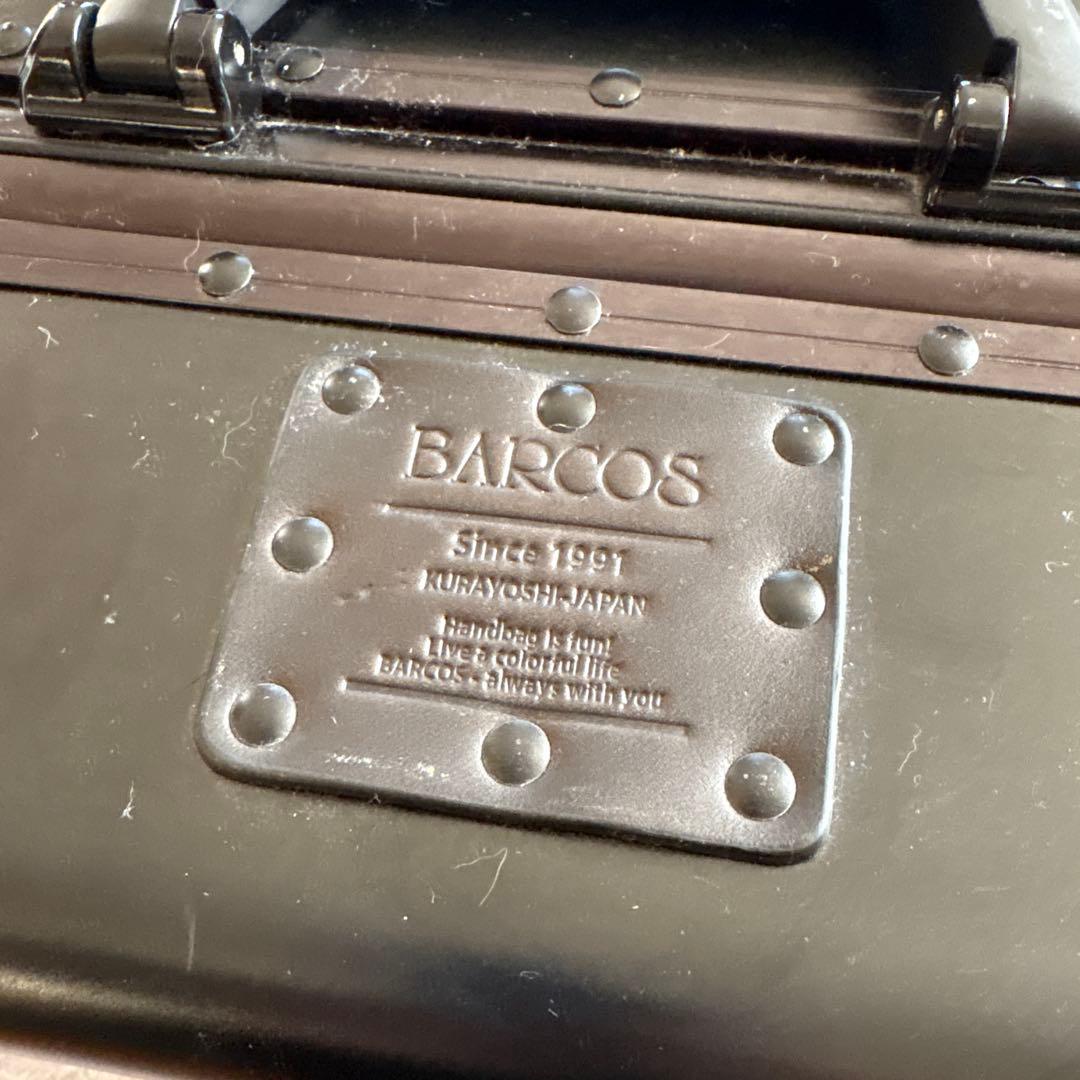 BARCOS
Since 1991
KURAYOSHI-JAPAN
Handbag is fun!
Live a colorful life
BARCOS - always with you